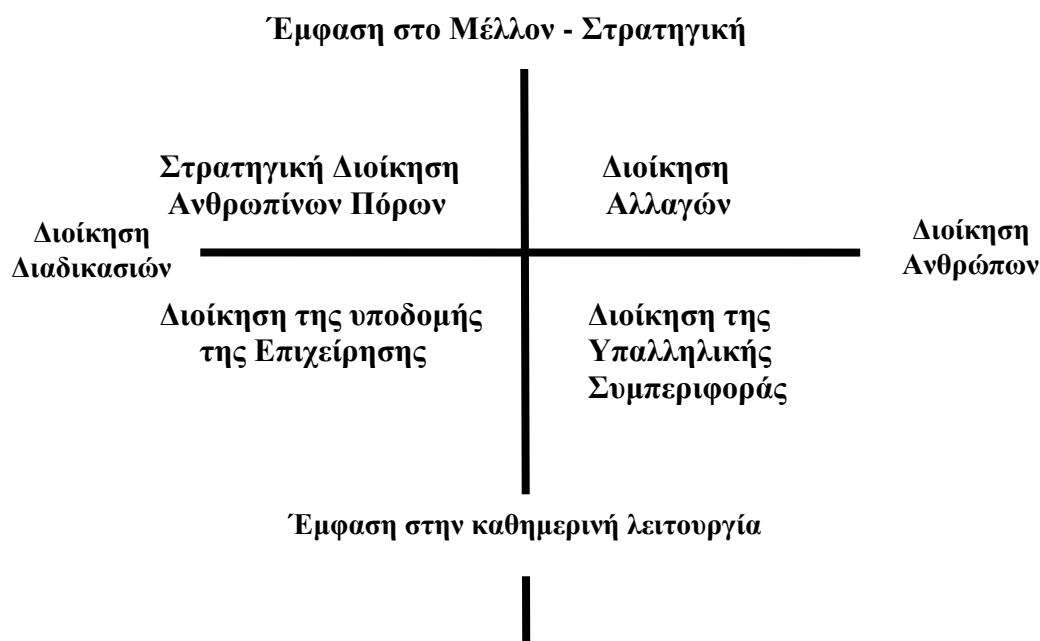 Έμφαση στο Μέλλον - Στρατηγική
Στρατηγική Διοίκηση
Ανθρωπίνων Πόρων
Διοίκηση
Αλλαγών
Διοίκηση
Διαδικασιών
Διοίκηση
Ανθρώπων
Διοίκηση της υποδομής
της Επιχείρησης
Διοίκηση της
Υπαλληλικής
Συμπεριφοράς
Έμφαση στην καθημερινή λειτουργία